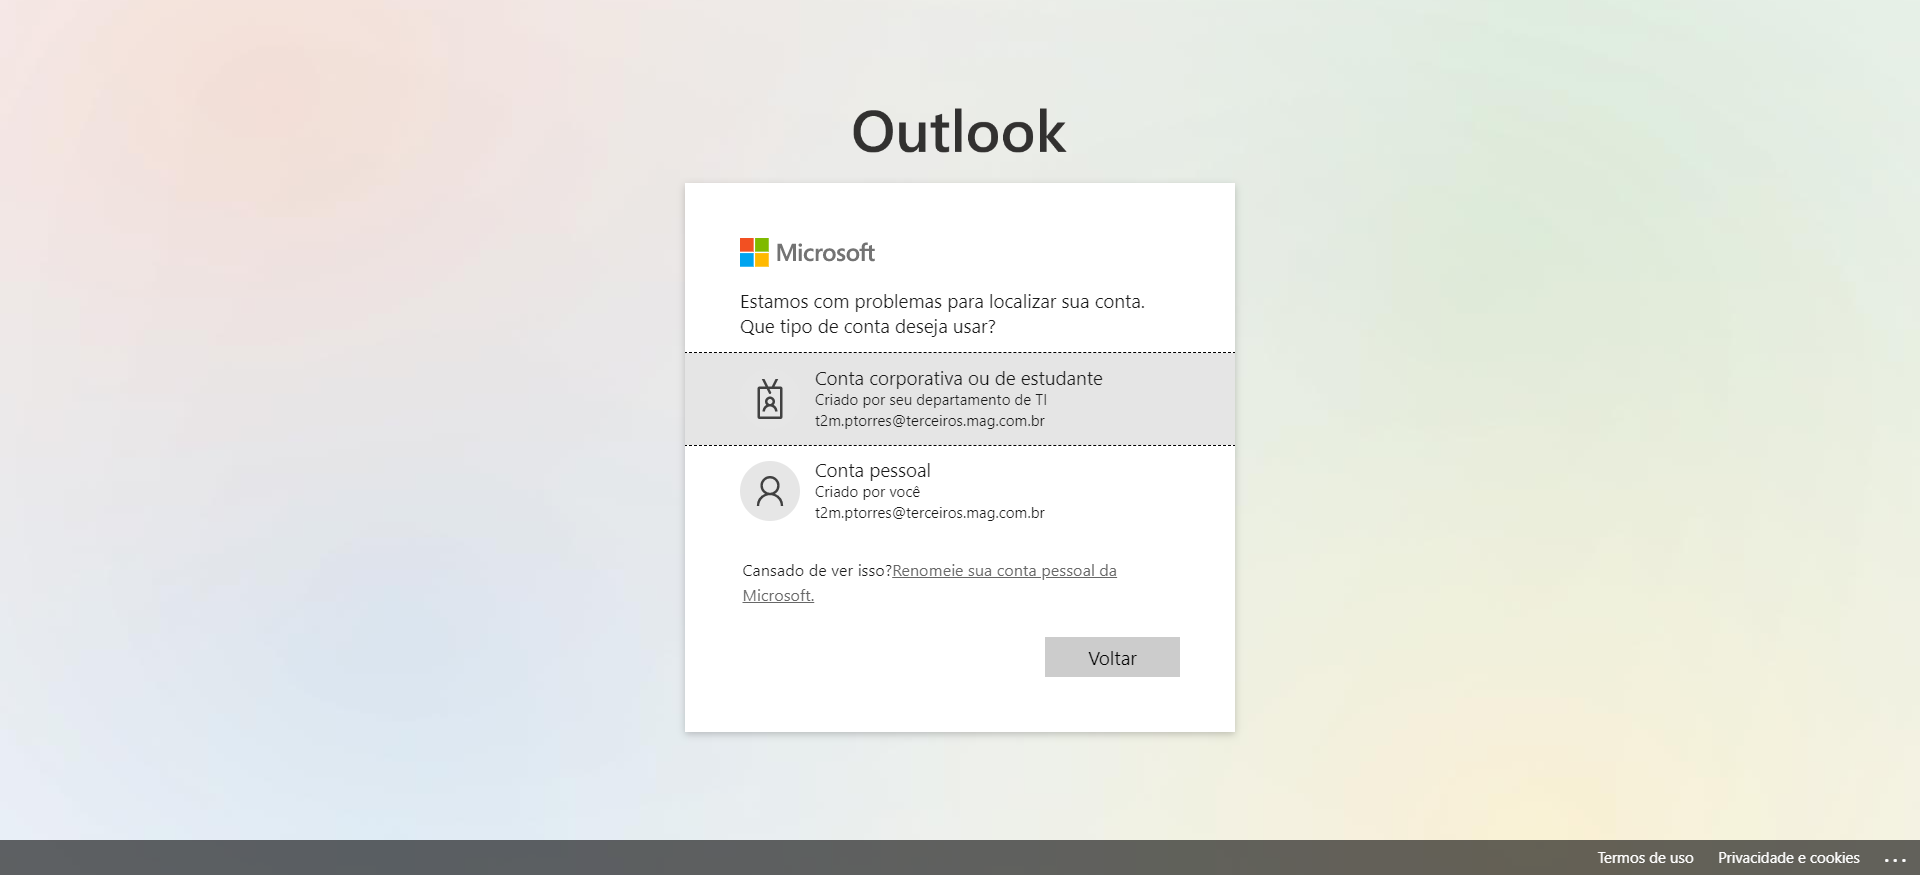 Outlook
Microsoft
Estamos com problemas para localizar sua conta.
Que tipo de conta deseja usar?
Conta corporativa ou de estudante
Criado por seu departamento de TI
t2m.ptorres@terceiros.mag.com.br
Conta pessoal
Criado por você
t2m.ptorres@terceiros.mag.com.br
Cansado de ver isso?Renomeie sua conta pessoal da
Microsoft.
Voltar
Termos de uso Privacidade e cookies ...